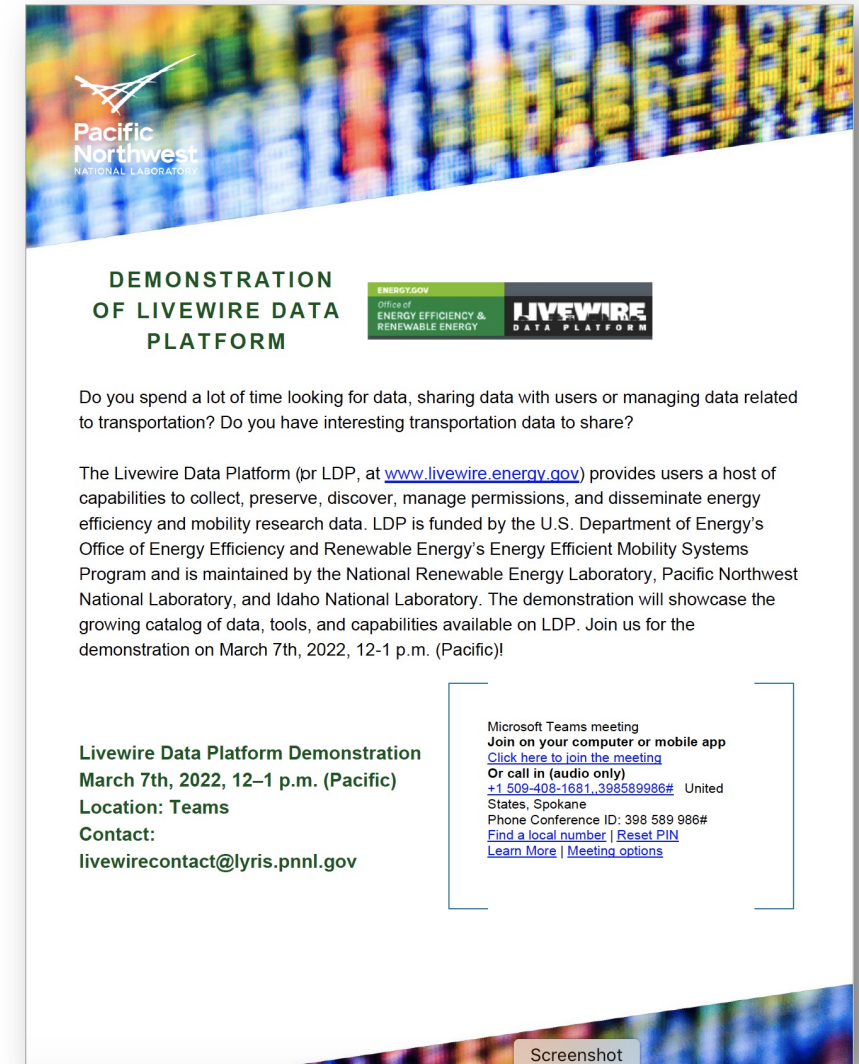 Pacific
Northwest
NATIONAL LABORATORY
DEMONSTRATION
OF LIVEWIRE DATA
PLATFORM
ENERGY.GOV
Office of
ENERGY EFFICIENCY &
RENEWABLE ENERGY
LIVEWIRE
DATA PLATFORM
Do you spend a lot of time looking for data, sharing data with users or managing data related
to transportation? Do you have interesting transportation data to share?
The Livewire Data Platform (or LDP, at www.livewire.energy.gov) provides users a host of
capabilities to collect, preserve, discover, manage permissions, and disseminate energy
efficiency and mobility research data. LDP is funded by the U.S. Department of Energy's
Office of Energy Efficiency and Renewable Energy's Energy Efficient Mobility Systems
Program and is maintained by the National Renewable Energy Laboratory, Pacific Northwest
National Laboratory, and Idaho National Laboratory. The demonstration will showcase the
growing catalog of data, tools, and capabilities available on LDP. Join us for the
demonstration on March 7th, 2022, 12-1 p.m. (Pacific)!
Livewire Data Platform Demonstration
March 7th, 2022, 12–1 p.m. (Pacific)
Location: Teams
Contact:
livewirecontact@lyris.pnnl.gov
Microsoft Teams meeting
Join on your computer or mobile app
Click here to join the meeting
Or call in (audio only)
+1 509-408-1681,,398589986# United
States, Spokane
Phone Conference ID: 398 589 986#
Find a local number | Reset PIN
Learn More | Meeting options
Screenshot